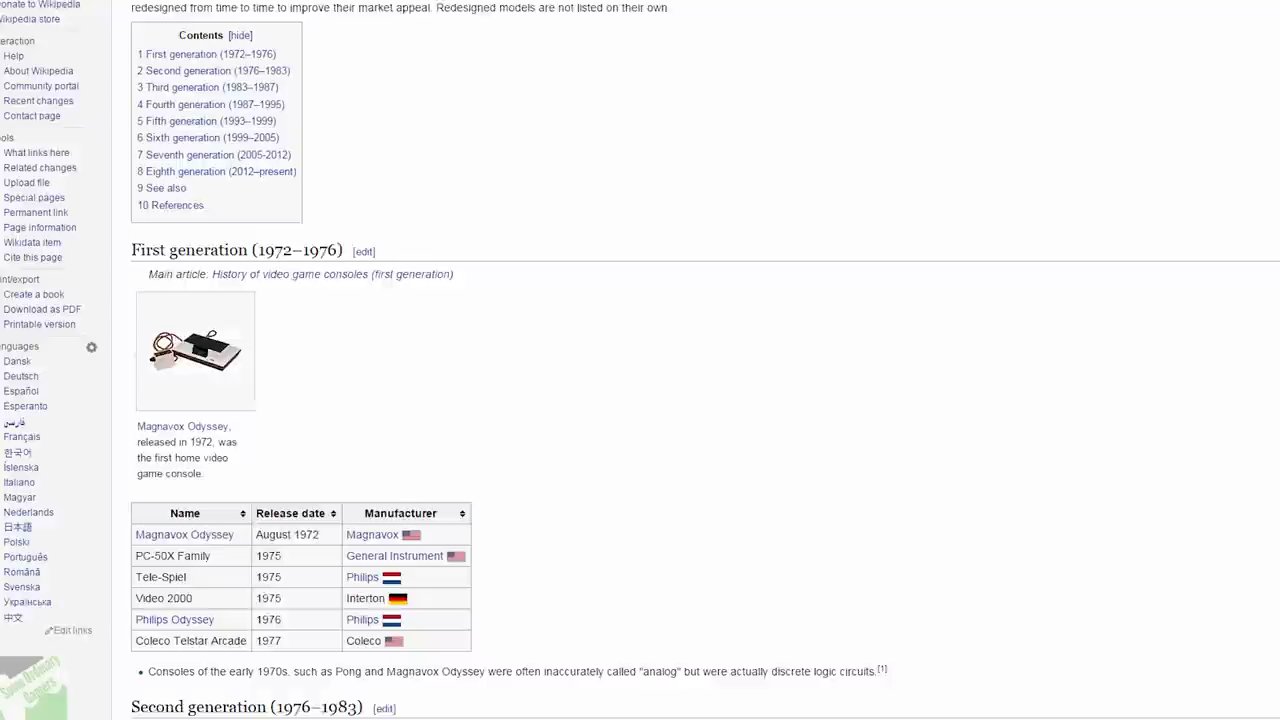 onate to Wikipedia
ikipedia store
eraction
Help
About Wikipedia
Community portal
Recent changes
Contact page
ols
What links here
Related changes
Upload file
Special pages
Permanent link
Page information
Wikidata item
Cite this page
int/export
Create a book
Download as PDF
Printable version
nguages
Dansk
Deutsch
Español
Esperanto
فارسی
Français
한국어
Íslenska
Italiano
Magyar
Nederlands
日本語
Polski
Português
Română
Svenska
Українська
中文
Edit links
Ordinary
Gamers
redesigned from time to time to improve their market appeal. Redesigned models are not listed on their own
Contents [hide]
1 First generation (1972–1976)
2 Second generation (1976–1983)
3 Third generation (1983–1987)
4 Fourth generation (1987–1995)
5 Fifth generation (1993–1999)
6 Sixth generation (1999–2005)
7 Seventh generation (2005-2012)
8 Eighth generation (2012–present)
9 See also
10 References
First generation (1972–1976) [edit]
Main article: History of video game consoles (first generation)
Magnavox Odyssey,
released in 1972, was
the first home video
game console.
Name Release date Manufacturer
Magnavox Odyssey August 1972 Magnavox
PC-50X Family 1975 General Instrument
Tele-Spiel 1975 Philips
Video 2000 1975 Interton
Philips Odyssey 1976 Philips
Coleco Telstar Arcade 1977 Coleco
• Consoles of the early 1970s, such as Pong and Magnavox Odyssey were often inaccurately called "analog" but were actually discrete logic circuits.[1]
Second generation (1976–1983) [edit]